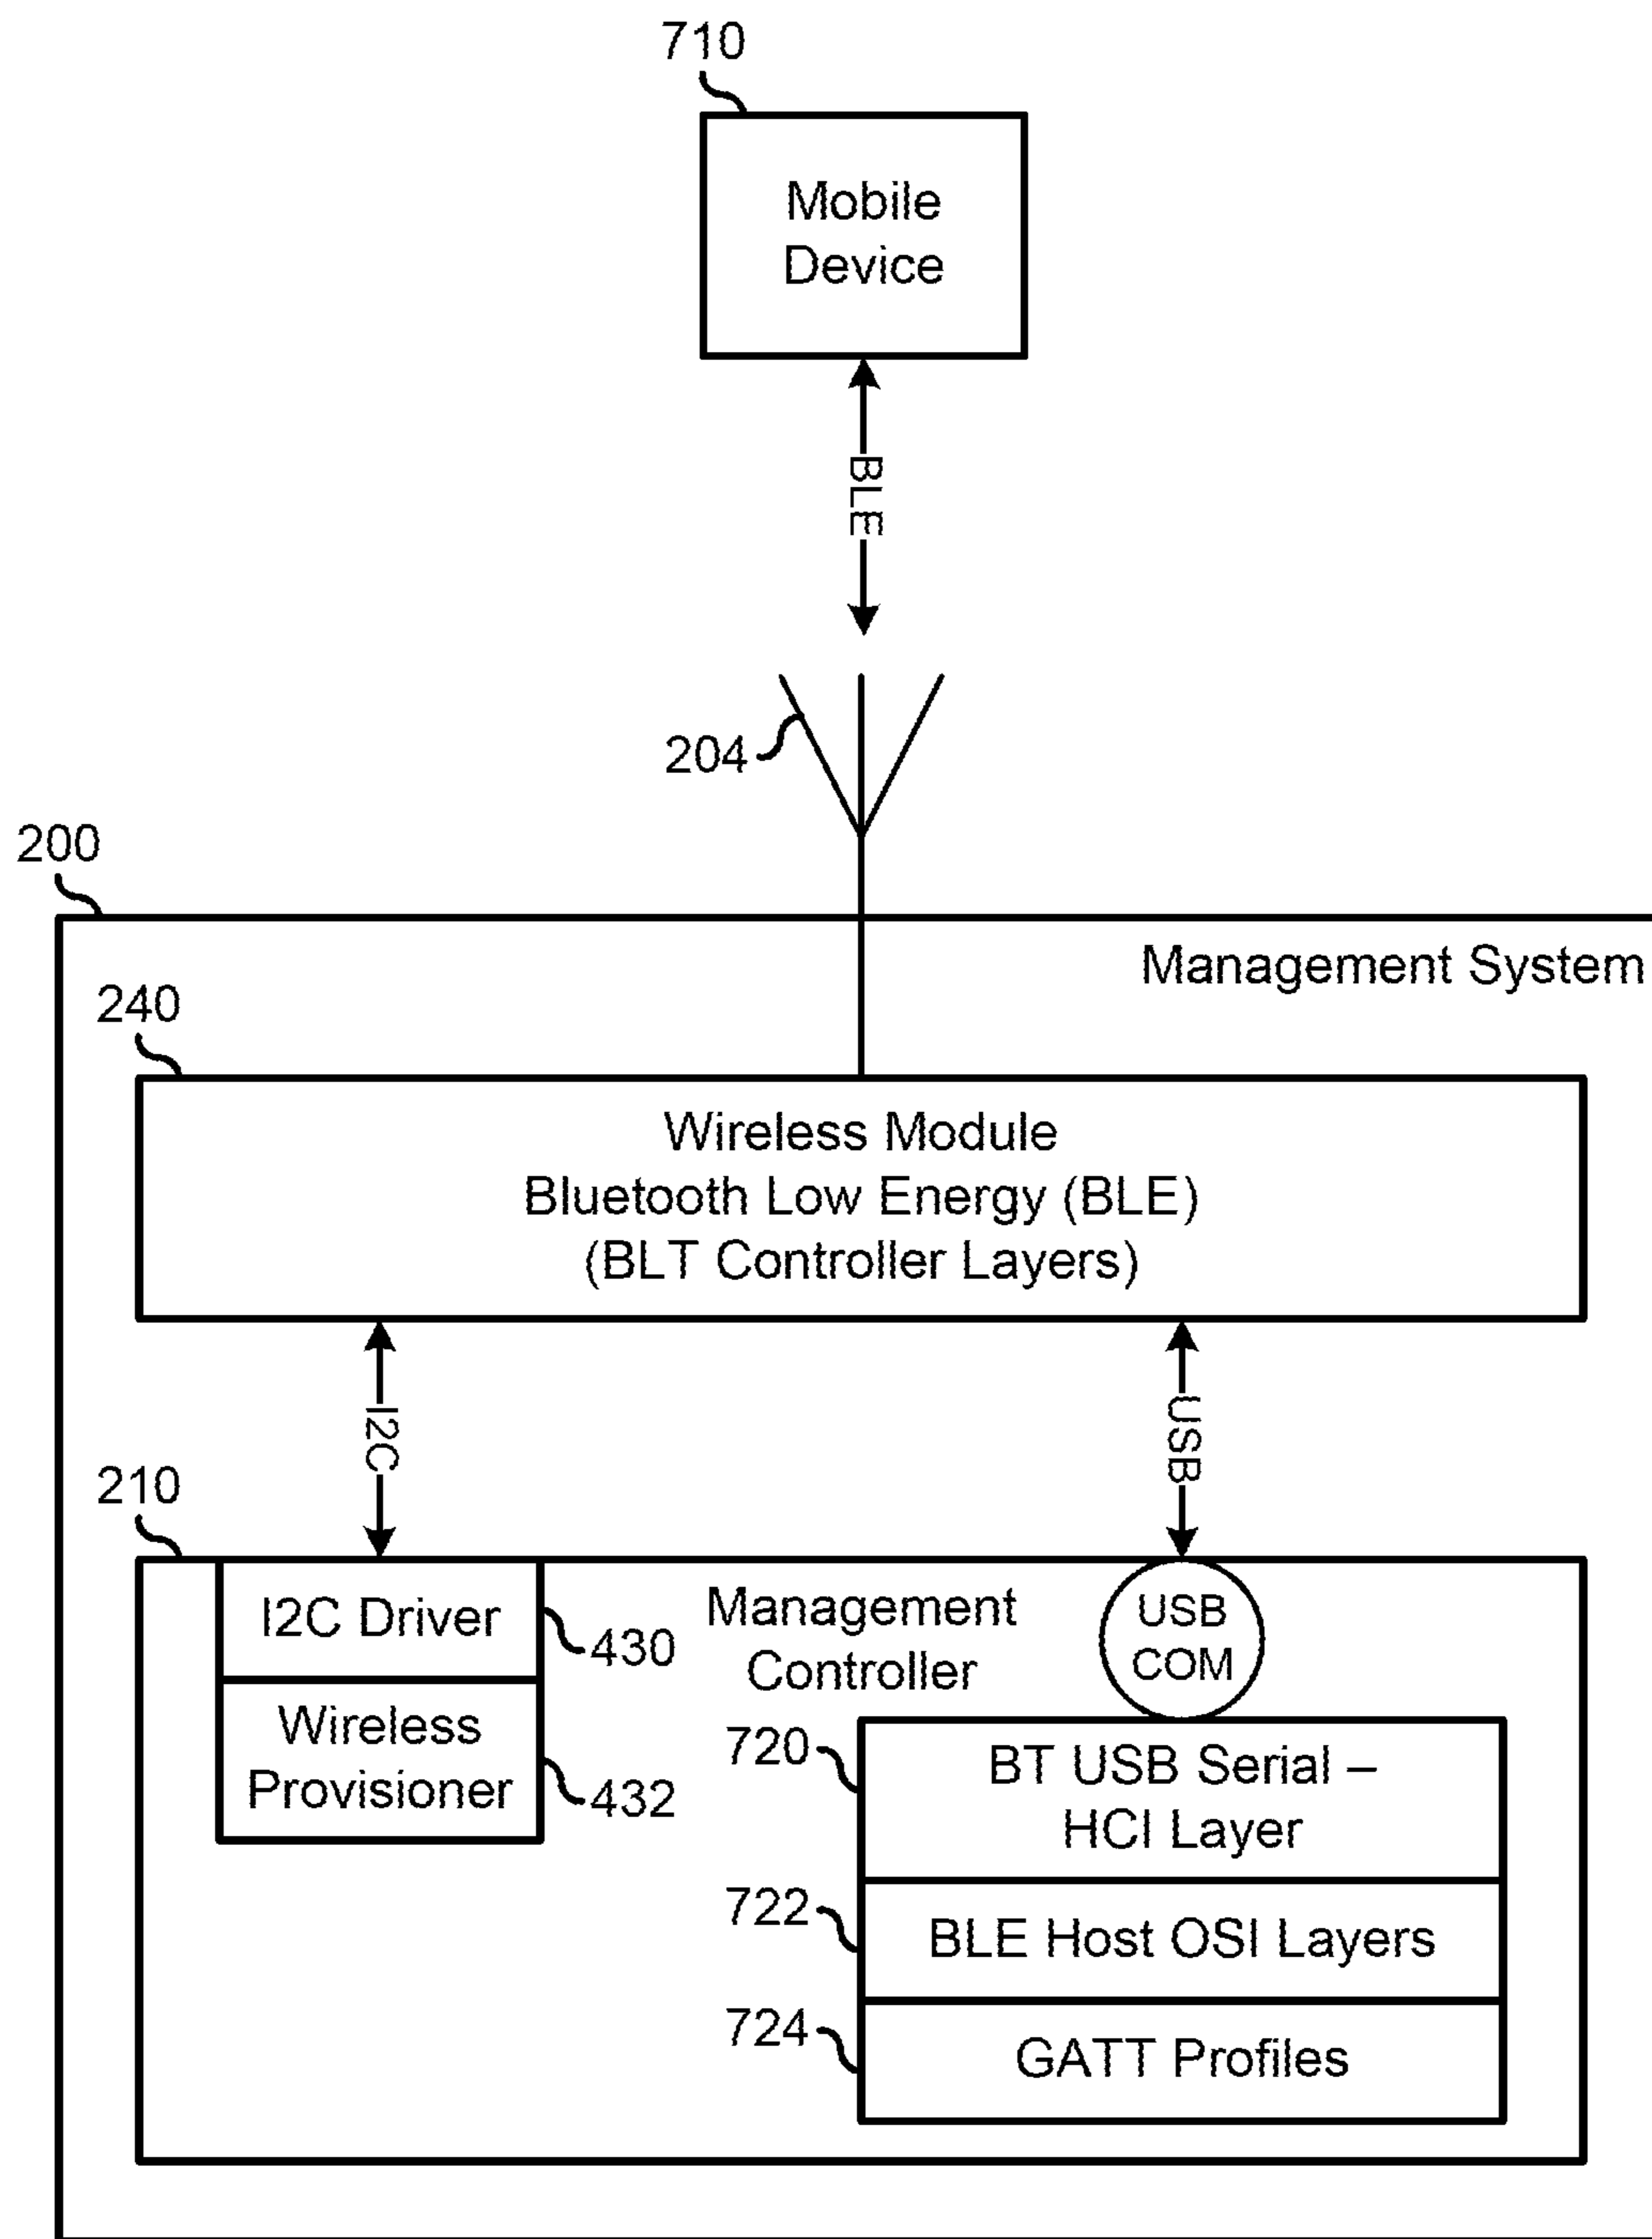 710
Mobile
Device
BLE
204
200
Management System
240
Wireless Module
Bluetooth Low Energy (BLE)
(BLT Controller Layers)
I2C
USB
210
I2C Driver
430
Management
Controller
USB
COM
Wireless
Provisioner
432
720
BT USB Serial –
HCI Layer
722
BLE Host OSI Layers
724
GATT Profiles